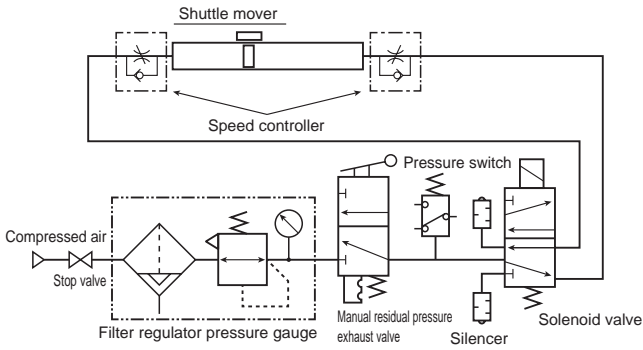 Shuttle mover
Speed controller
Pressure switch
Compressed air
Stop valve
Filter regulator pressure gauge
Manual residual pressure
exhaust valve
Silencer
Solenoid valve